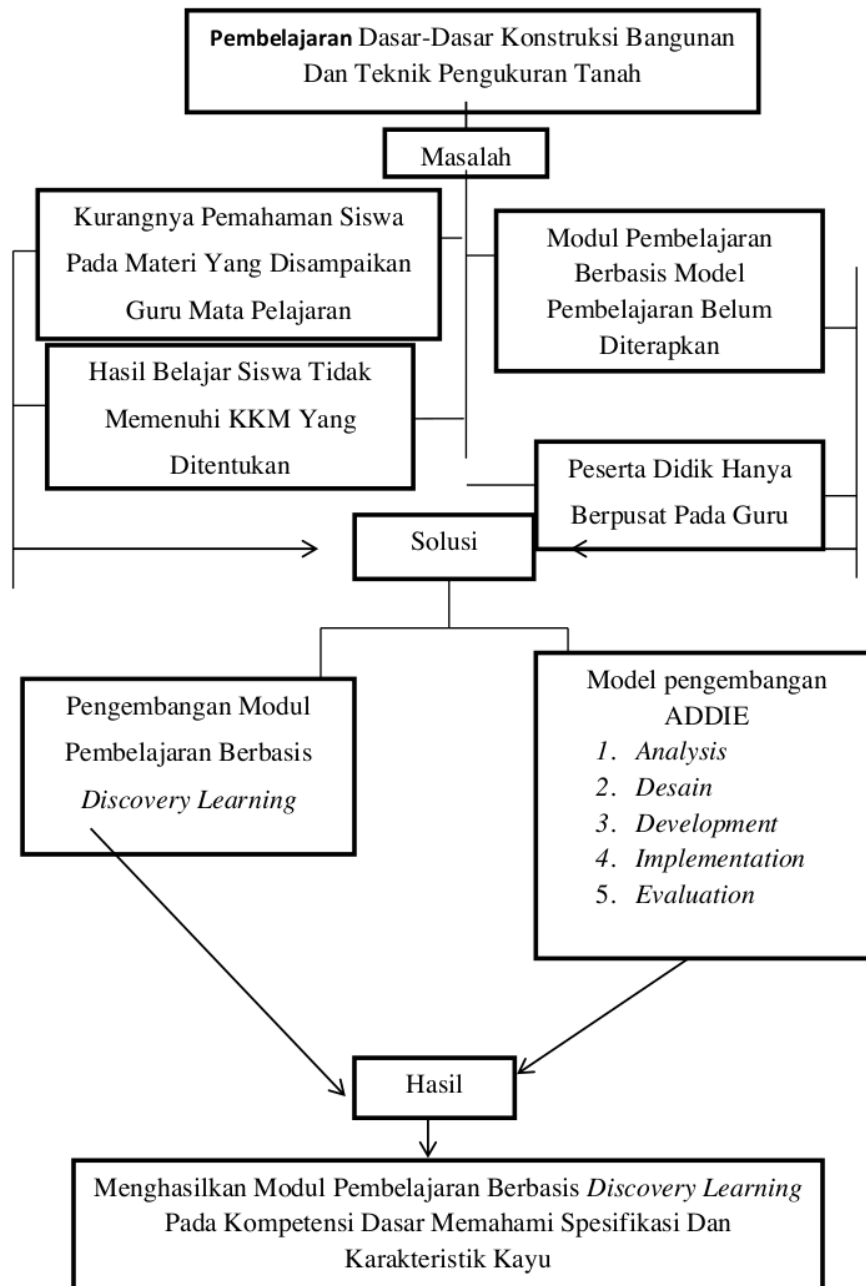 Pembelajaran Dasar-Dasar Konstruksi Bangunan
Dan Teknik Pengukuran Tanah
Masalah
Kurangnya Pemahaman Siswa
Pada Materi Yang Disampaikan
Guru Mata Pelajaran
Modul Pembelajaran
Berbasis Model
Pembelajaran Belum
Diterapkan
Hasil Belajar Siswa Tidak
Memenuhi KKM Yang
Ditentukan
Peserta Didik Hanya
Berpusat Pada Guru
Solusi
Pengembangan Modul
Pembelajaran Berbasis
Discovery Learning
Model pengembangan
ADDIE
1. Analysis
2. Desain
3. Development
4. Implementation
5. Evaluation
Hasil
Menghasilkan Modul Pembelajaran Berbasis Discovery Learning
Pada Kompetensi Dasar Memahami Spesifikasi Dan
Karakteristik Kayu